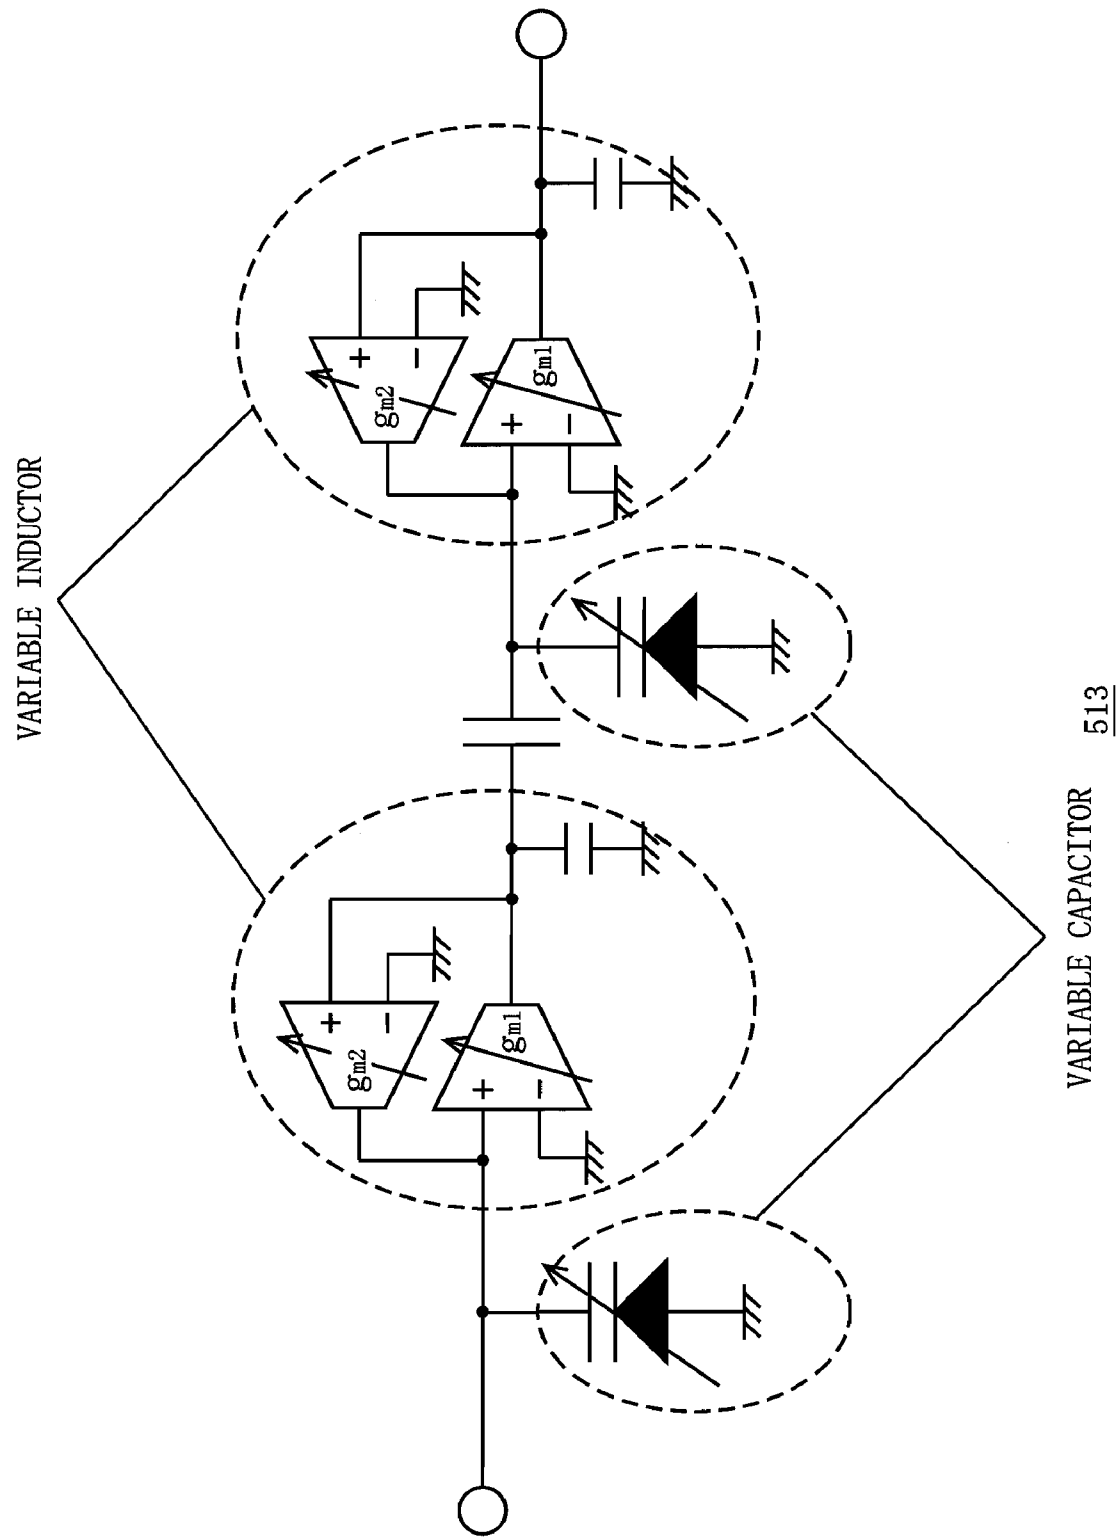 VARIABLE INDUCTOR
gm2
+
−
gm1
+
−
gm2
+
−
gm1
+
−
VARIABLE CAPACITOR
513